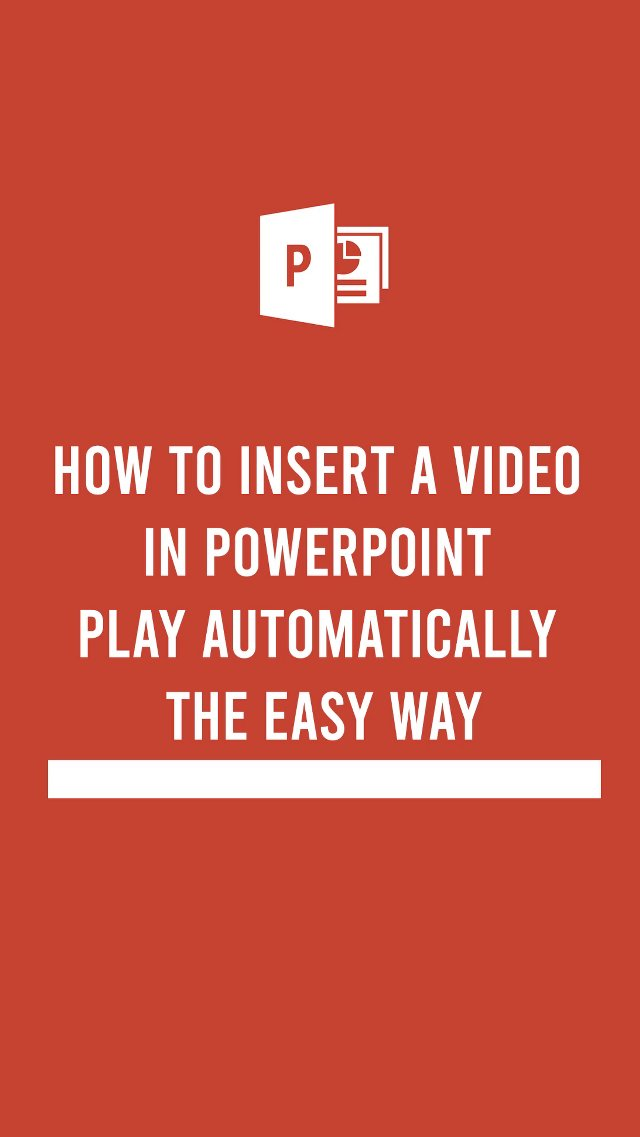 P
HOW TO INSERT A VIDEO
IN POWERPOINT
PLAY AUTOMATICALLY
THE EASY WAY